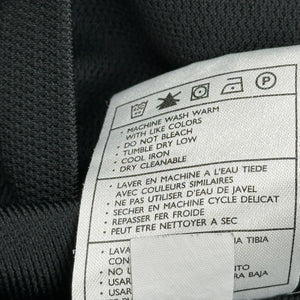 P
• MACHINE WASH WARM
WITH LIKE COLORS
• DO NOT BLEACH
• TUMBLE DRY LOW
• COOL IRON
• DRY CLEANABLE
• LAVER EN MACHINE À L'EAU TIEDE
AVEC COULEURS SIMILAIRES
• NE PAS UTILISER D'EAU DE JAVEL
• SECHER EN MACHINE CYCLE DELICAT
• REPASSER FER FROIDE
• PEUT ETRE NETTOYER A SEC
• LAVA TIBIA
CON
• NO U
• USAR
• USAR BAJA